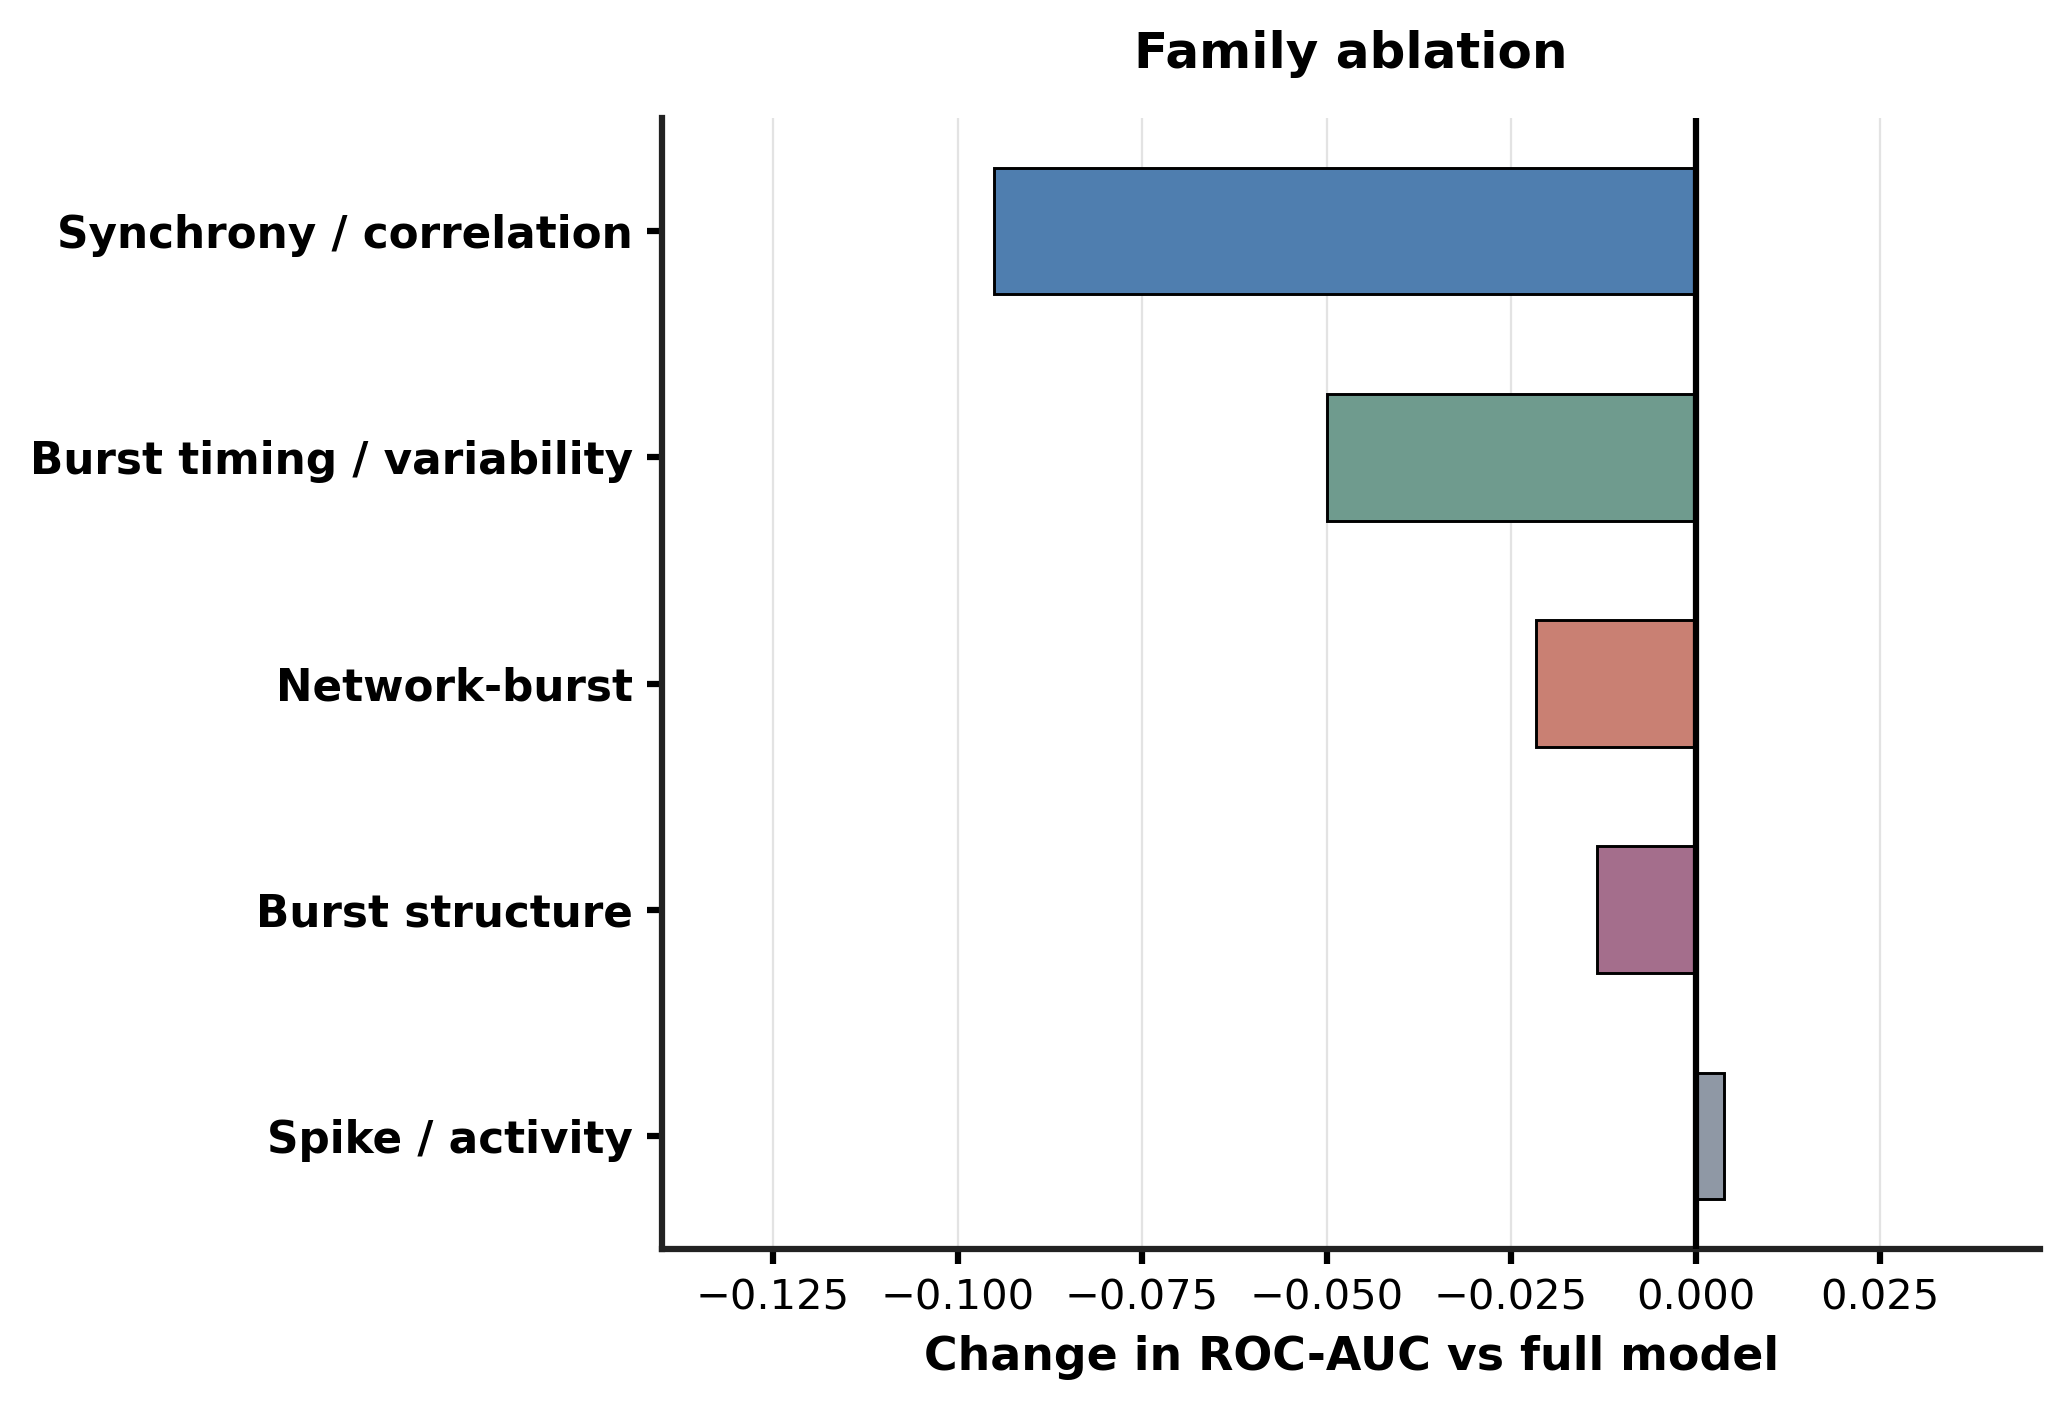 Family ablation
Synchrony / correlation
Burst timing / variability
Network-burst
Burst structure
Spike / activity
−0.125 −0.100 −0.075 −0.050 −0.025 0.000 0.025
Change in ROC-AUC vs full model